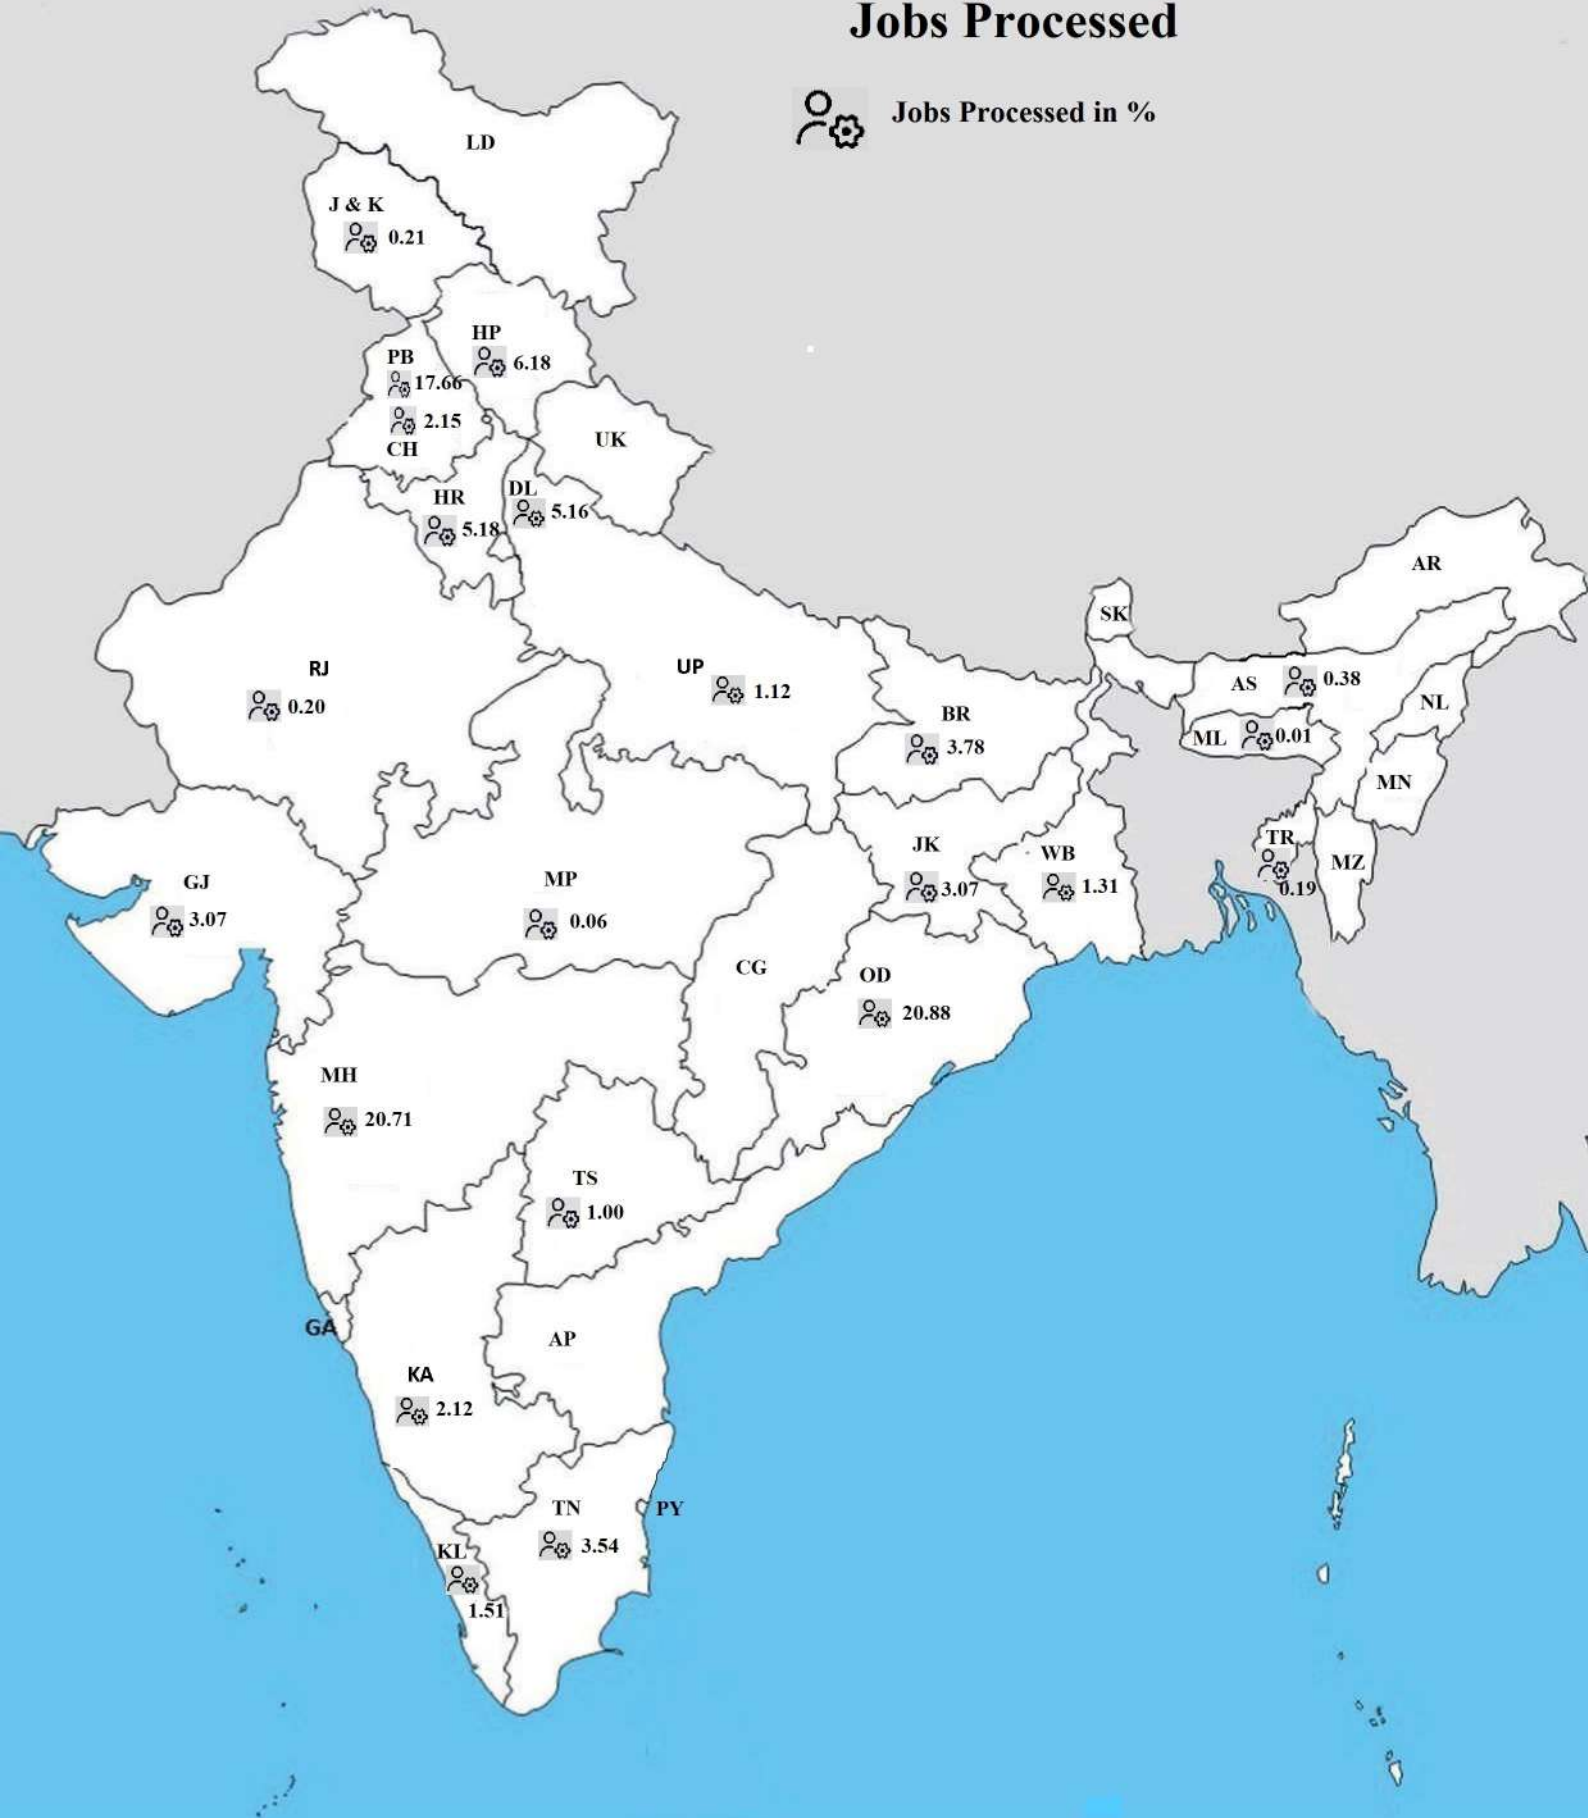 Jobs Processed
Jobs Processed in %
LD
J & K
0.21
HP
6.18
PB
17.66
2.15
CH
UK
HR
5.18
DL
5.16
AR
SK
RJ
0.20
UP
1.12
AS
0.38
NL
BR
3.78
ML
0.01
MN
JK
3.07
WB
1.31
TR
0.19
MZ
GJ
3.07
MP
0.06
CG
OD
20.88
MH
20.71
TS
1.00
GA
AP
KA
2.12
TN
3.54
PY
KL
1.51